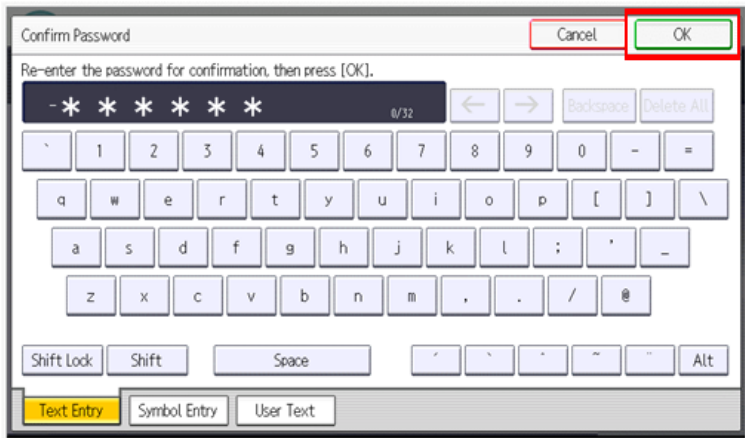 Confirm Password Cancel OK
Re-enter the password for confirmation, then press [OK].
-* * * * * * 0/32 ← → Backspace Delete All
` 1 2 3 4 5 6 7 8 9 0 - =
q w e r t y u i o p [ ] \
a s d f g h j k l ; ' _
z x c v b n m , . / @
Shift Lock Shift Space ´ ` ^ ~ ¨ Alt
Text Entry Symbol Entry User Text